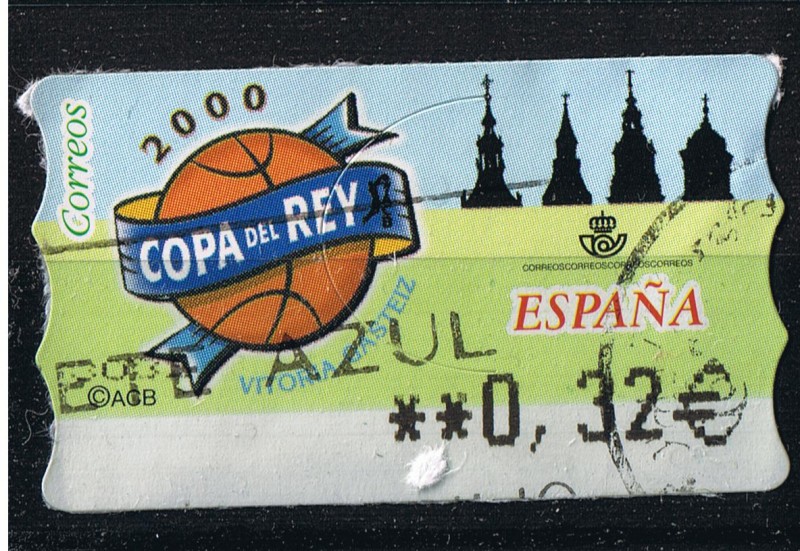 Correos
2000
COPA DEL REY
VITORIA GASTEIZ
©ACB
CORREOSCORREOSCORREOSCORREOS
ESPAÑA
AZUL
**0,32€